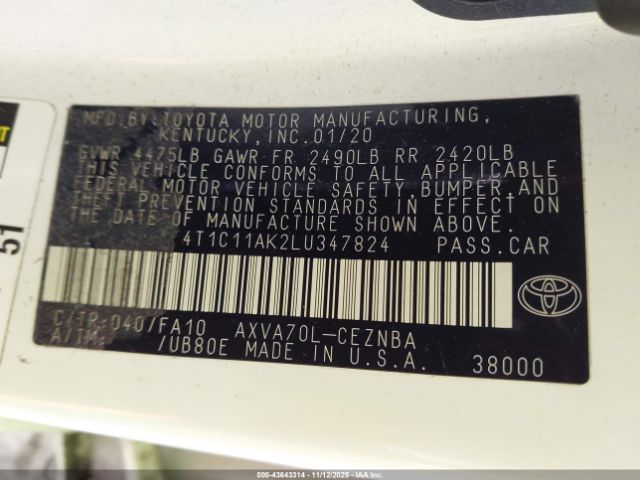 MFD.BY:TOYOTA MOTOR MANUFACTURING,
KENTUCKY,INC.01/20
GVWR 4475LB GAWR FR 2490LB RR 2420LB
THIS VEHICLE CONFORMS TO ALL APPLICABLE
FEDERAL MOTOR VEHICLE SAFETY, BUMPER,AND
THEFT PREVENTION STANDARDS IN EFFECT ON
THE DATE OF MANUFACTURE SHOWN ABOVE.
4T1C11AK2LU347824 PASS.CAR
C/TR:040/FA10 AXVA70L-CEZNBA
A/TM: /UB80E MADE IN U.S.A. 38000
51
000-43643314 - 11/12/2025 - IAA Inc.